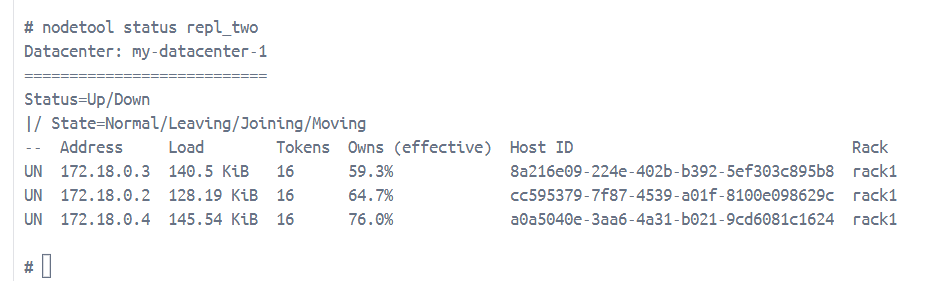 # nodetool status repl_two
Datacenter: my-datacenter-1
===========================
Status=Up/Down
|/ State=Normal/Leaving/Joining/Moving
--  Address     Load        Tokens  Owns (effective)  Host ID                               Rack
UN  172.18.0.3  140.5 KiB   16      59.3%             8a216e09-224e-402b-b392-5ef303c895b8  rack1
UN  172.18.0.2  128.19 KiB  16      64.7%             cc595379-7f87-4539-a01f-8100e098629c  rack1
UN  172.18.0.4  145.54 KiB  16      76.0%             a0a5040e-3aa6-4a31-b021-9cd6081c1624  rack1
#